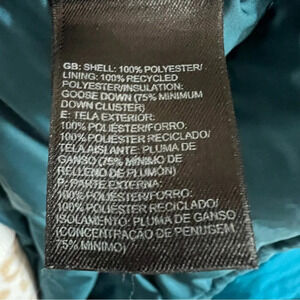 GB: SHELL: 100% POLYESTER/
LINING: 100% RECYCLED
POLYESTER/INSULATION:
GOOSE DOWN (75% MINIMUM
DOWN CLUSTER)
E: TELA EXTERIOR:
100% POLIÉSTER/FORRO:
100% POLIÉSTER RECICLADO/
TELA AISLANTE: PLUMA DE
GANSO (75% MÍNIMO DE
RELLENO DE PLUMÓN)
P: PARTE EXTERNA:
100% POLIÉSTER/FORRO:
100% POLIÉSTER RECICLADO/
ISOLAMENTO: PLUMA DE GANSO
(CONCENTRAÇÃO DE PENUGEM
75% MÍNIMO)